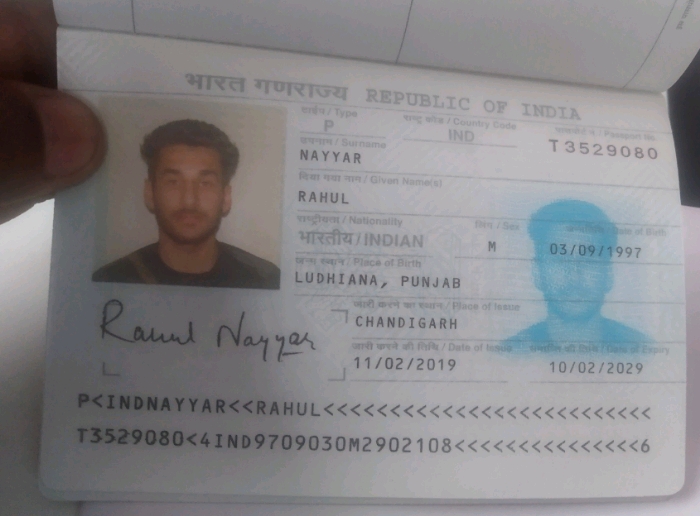 भारत गणराज्य REPUBLIC OF INDIA
टाईप / Type राष्ट्र कोड / Country Code पासपोर्ट नं / Passport No.
P IND T3529080
उपनाम / Surname
NAYYAR
दिया गया नाम / Given Name(s)
RAHUL
राष्ट्रीयता / Nationality लिंग / Sex Date of Birth
भारतीय / INDIAN M 03/09/1997
जन्म स्थान / Place of Birth
LUDHIANA, PUNJAB
जारी करने का स्थान / Place of Issue
CHANDIGARH
जारी करने की तिथि / Date of Issue समाप्ति की तिथि / Date of Expiry
11/02/2019 10/02/2029
Rahul Nayyar
P<INDNAYYAR<<RAHUL<<<<<<<<<<<<<<<<<<<<<<<<<<
T3529080<4IND9709030M2902108<<<<<<<<<<<<<<<6